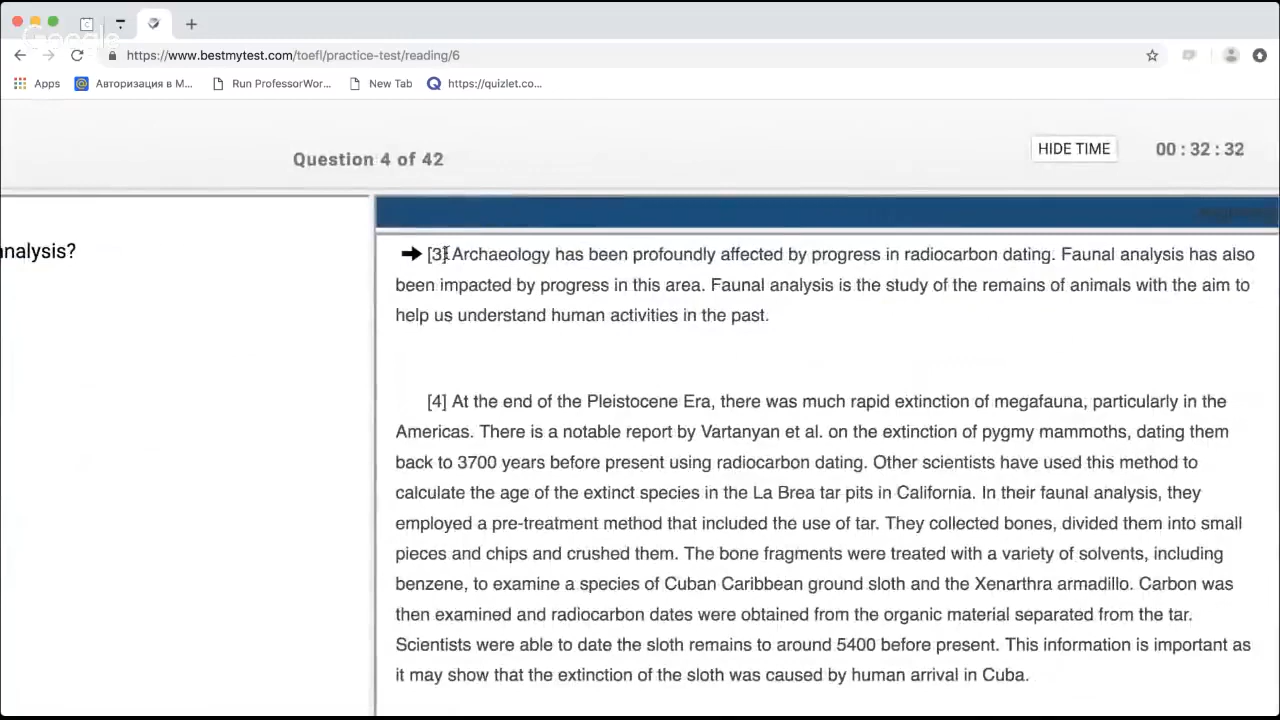 Google
https://www.bestmytest.com/toefl/practice-test/reading/6
Apps Авторизация в М... Run ProfessorWor... New Tab https://quizlet.co...
Question 4 of 42
HIDE TIME 00 : 32 : 32
nalysis?
[3] Archaeology has been profoundly affected by progress in radiocarbon dating. Faunal analysis has also
been impacted by progress in this area. Faunal analysis is the study of the remains of animals with the aim to
help us understand human activities in the past.
[4] At the end of the Pleistocene Era, there was much rapid extinction of megafauna, particularly in the
Americas. There is a notable report by Vartanyan et al. on the extinction of pygmy mammoths, dating them
back to 3700 years before present using radiocarbon dating. Other scientists have used this method to
calculate the age of the extinct species in the La Brea tar pits in California. In their faunal analysis, they
employed a pre-treatment method that included the use of tar. They collected bones, divided them into small
pieces and chips and crushed them. The bone fragments were treated with a variety of solvents, including
benzene, to examine a species of Cuban Caribbean ground sloth and the Xenarthra armadillo. Carbon was
then examined and radiocarbon dates were obtained from the organic material separated from the tar.
Scientists were able to date the sloth remains to around 5400 before present. This information is important as
it may show that the extinction of the sloth was caused by human arrival in Cuba.